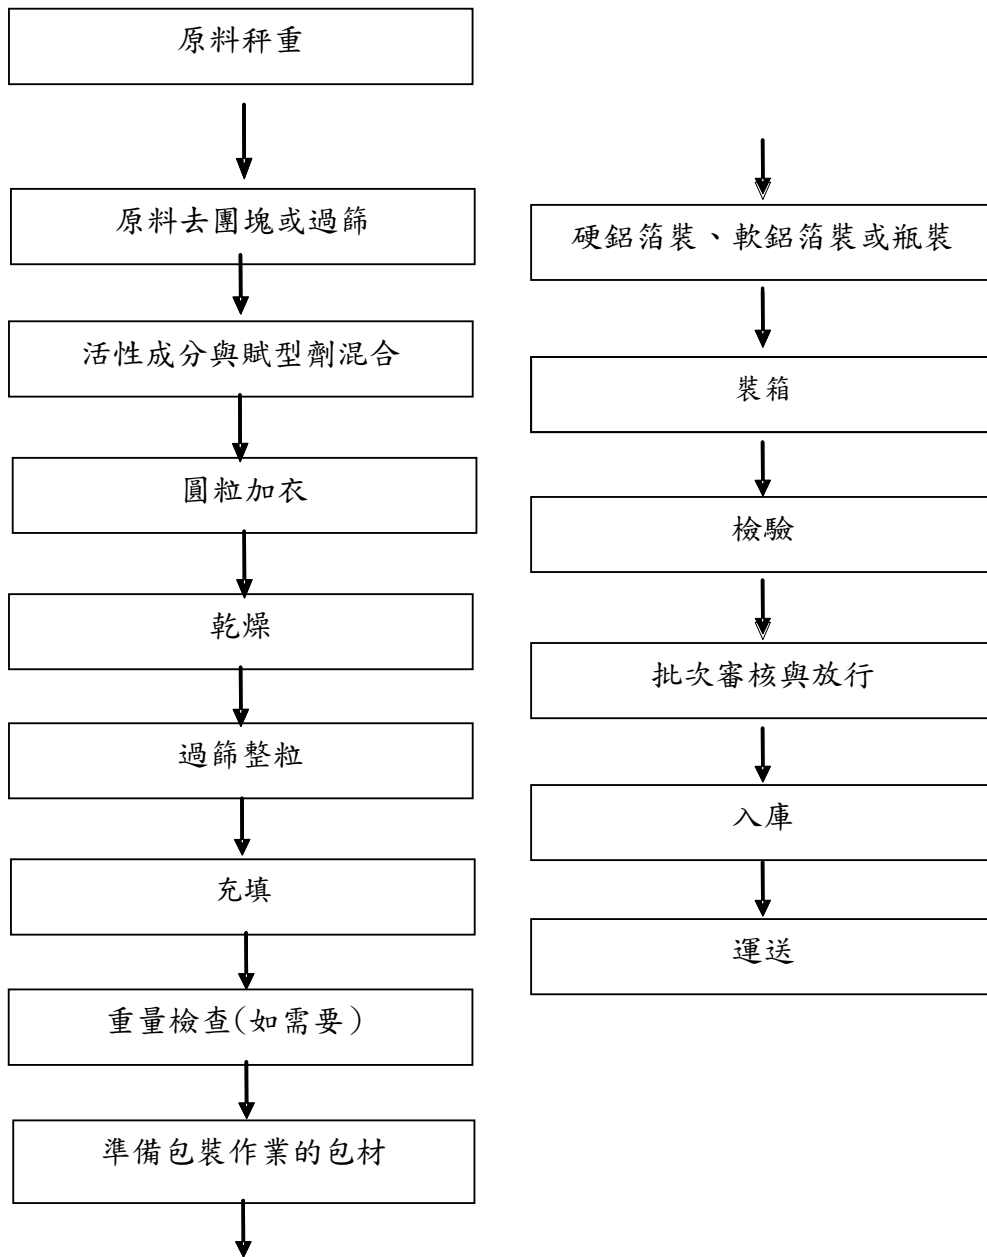 原料秤重
原料去團塊或過篩
活性成分與賦型劑混合
圓粒加衣
乾燥
過篩整粒
充填
重量檢查(如需要)
準備包裝作業的包材
硬鋁箔裝、軟鋁箔裝或瓶裝
裝箱
檢驗
批次審核與放行
入庫
運送